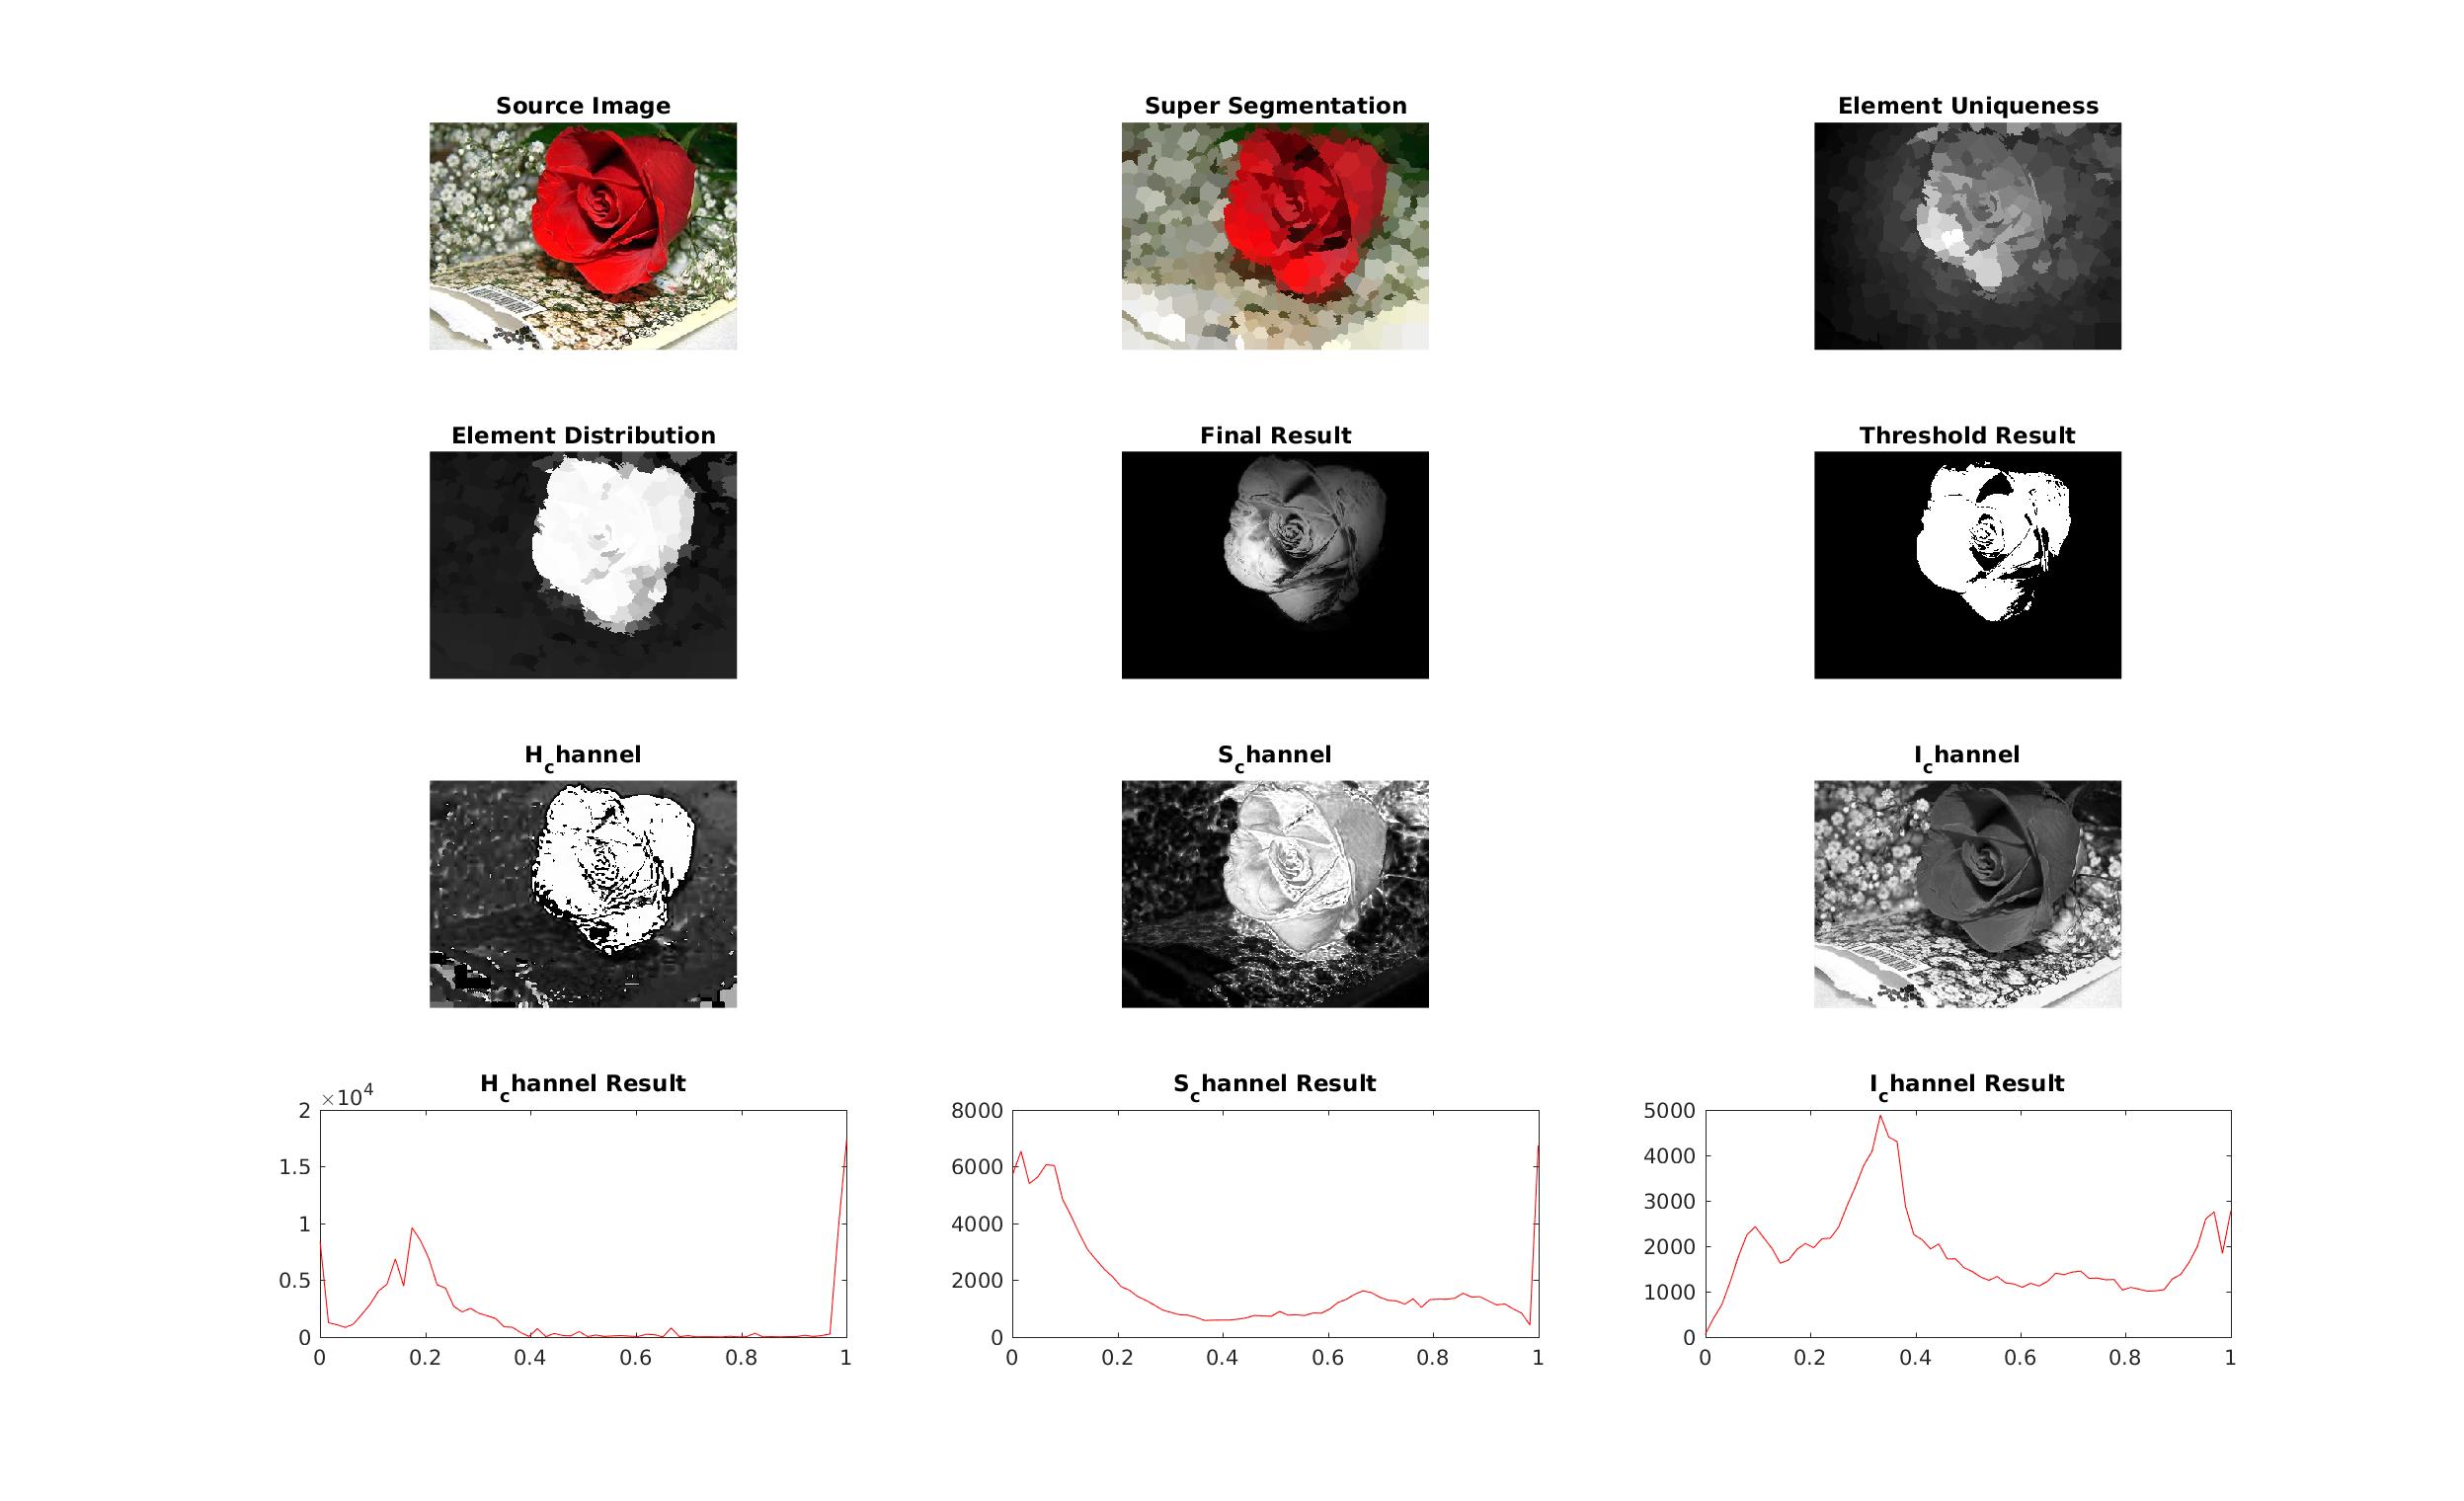 Source Image
Super Segmentation
Element Uniqueness
Element Distribution
Final Result
Threshold Result
H_channel
S_channel
I_channel
H_channel Result
×10^4
2
1.5
1
0.5
0
0 0.2 0.4 0.6 0.8 1
S_channel Result
8000
6000
4000
2000
0
0 0.2 0.4 0.6 0.8 1
I_channel Result
5000
4000
3000
2000
1000
0
0 0.2 0.4 0.6 0.8 1